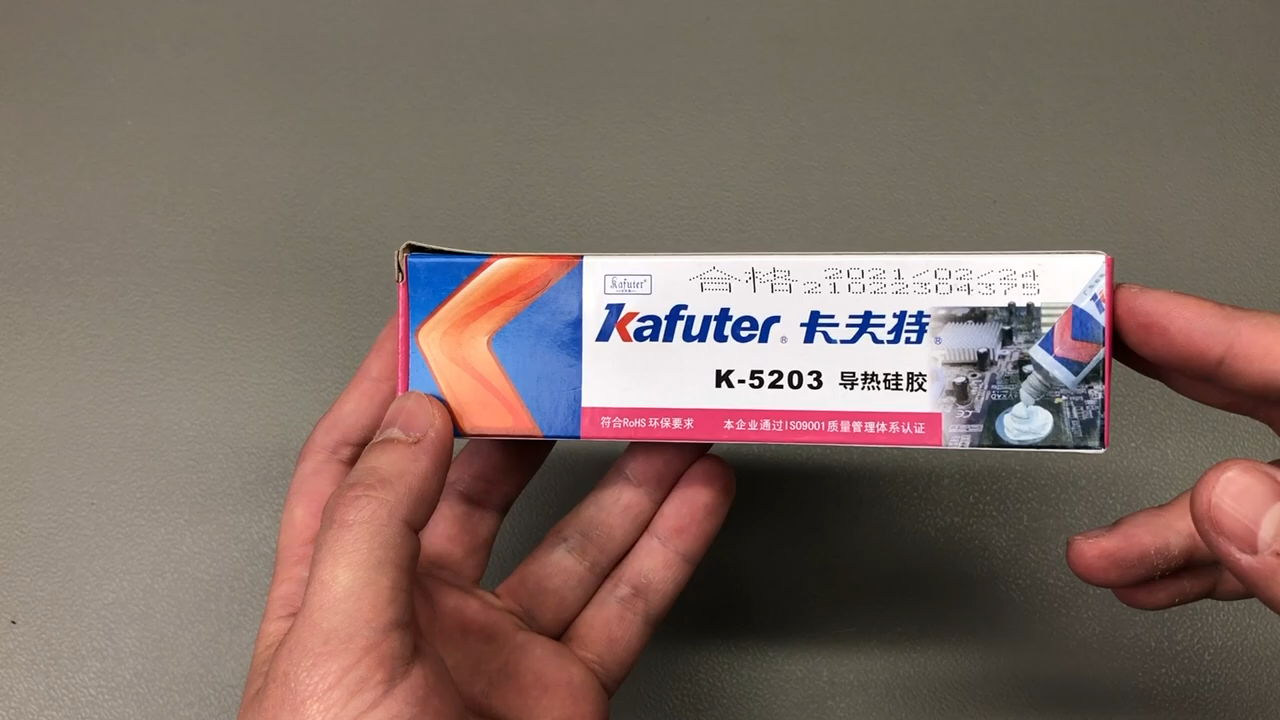 Kafuter®
合格 2021/02/24
Kafuter® 卡夫特®
K-5203 导热硅胶
符合RoHS 环保要求 本企业通过ISO9001质量管理体系认证